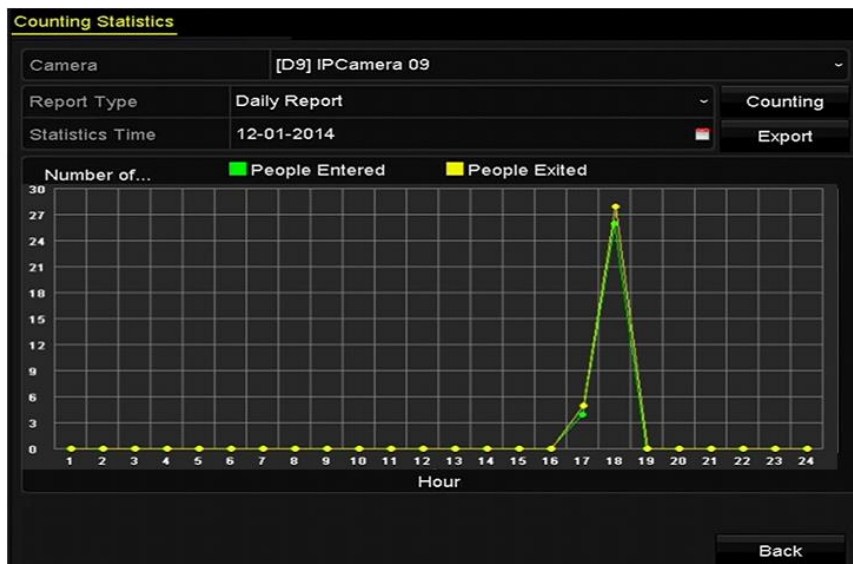 Counting Statistics
Camera [D9] IPCamera 09
Report Type Daily Report Counting
Statistics Time 12-01-2014 Export
Number of... People Entered People Exited
30
27
24
21
18
15
12
9
6
3
0
1 2 3 4 5 6 7 8 9 10 11 12 13 14 15 16 17 18 19 20 21 22 23 24
Hour
Back